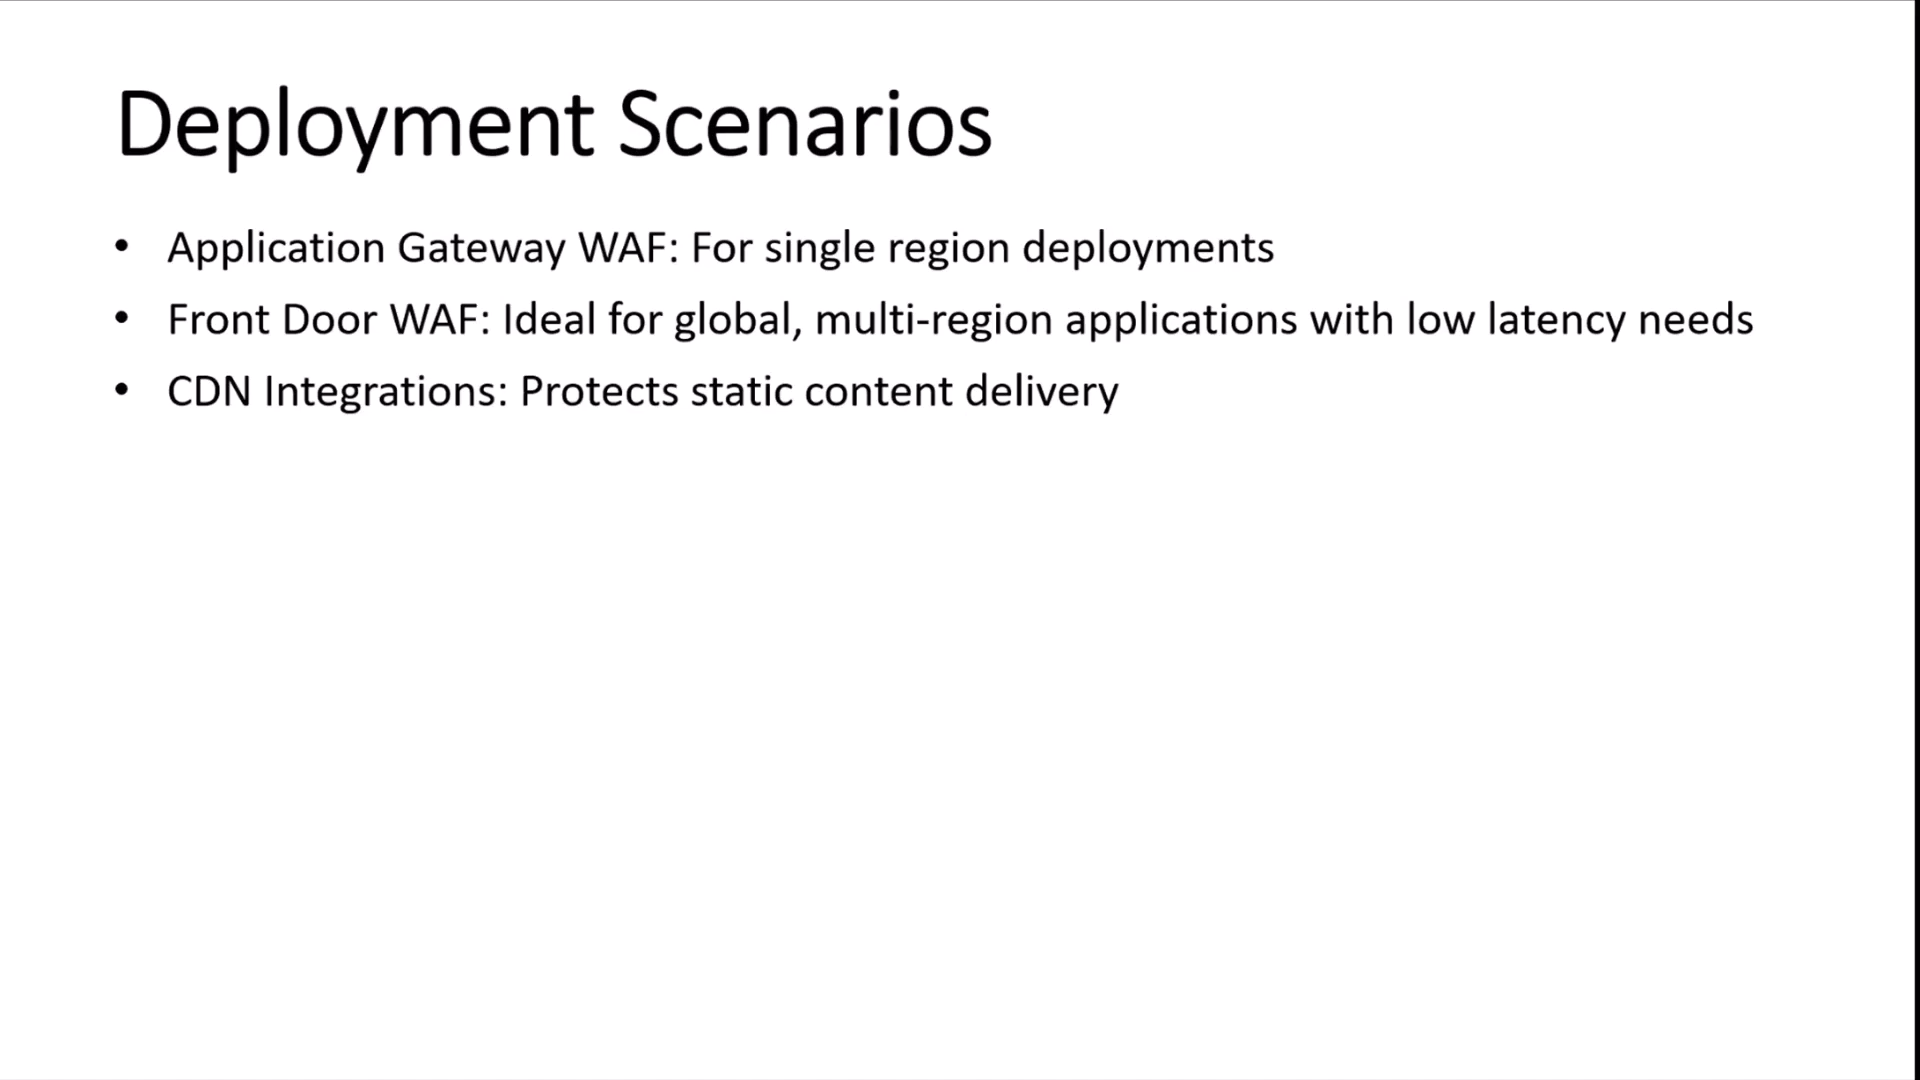 Deployment Scenarios
• Application Gateway WAF: For single region deployments
• Front Door WAF: Ideal for global, multi-region applications with low latency needs
• CDN Integrations: Protects static content delivery